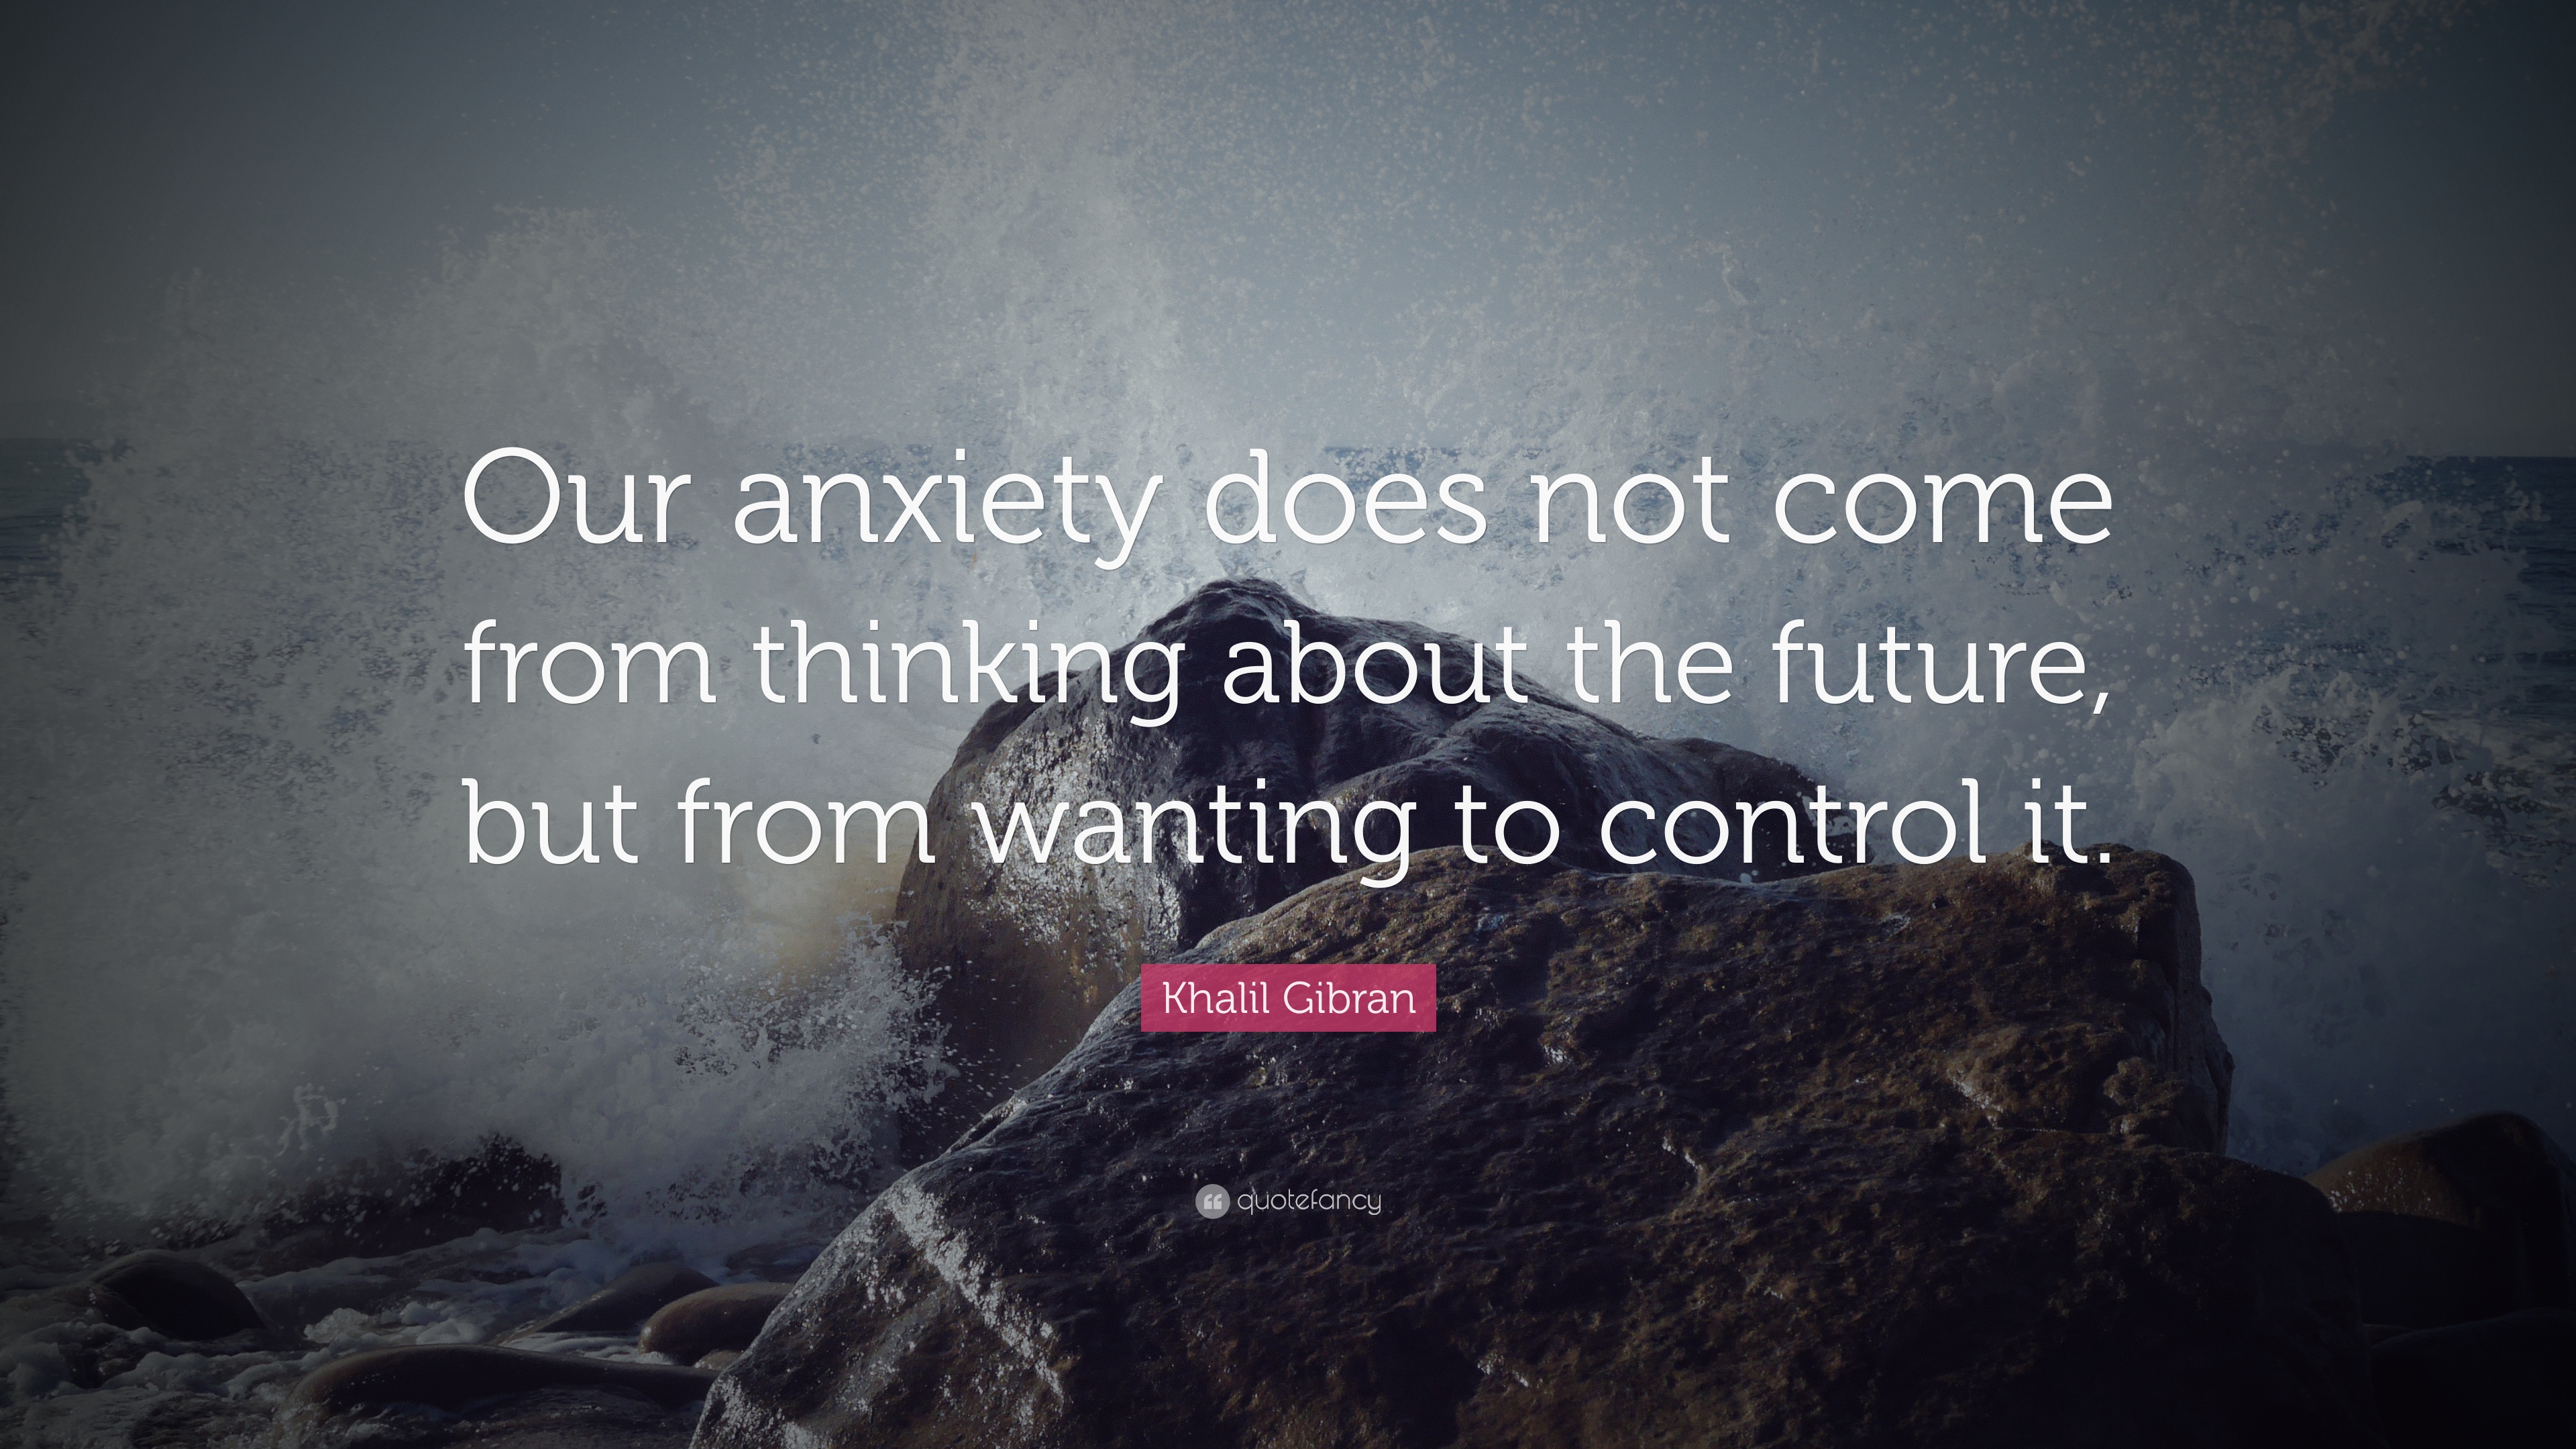 Our anxiety does not come
from thinking about the future,
but from wanting to control it.
Khalil Gibran
quotefancy